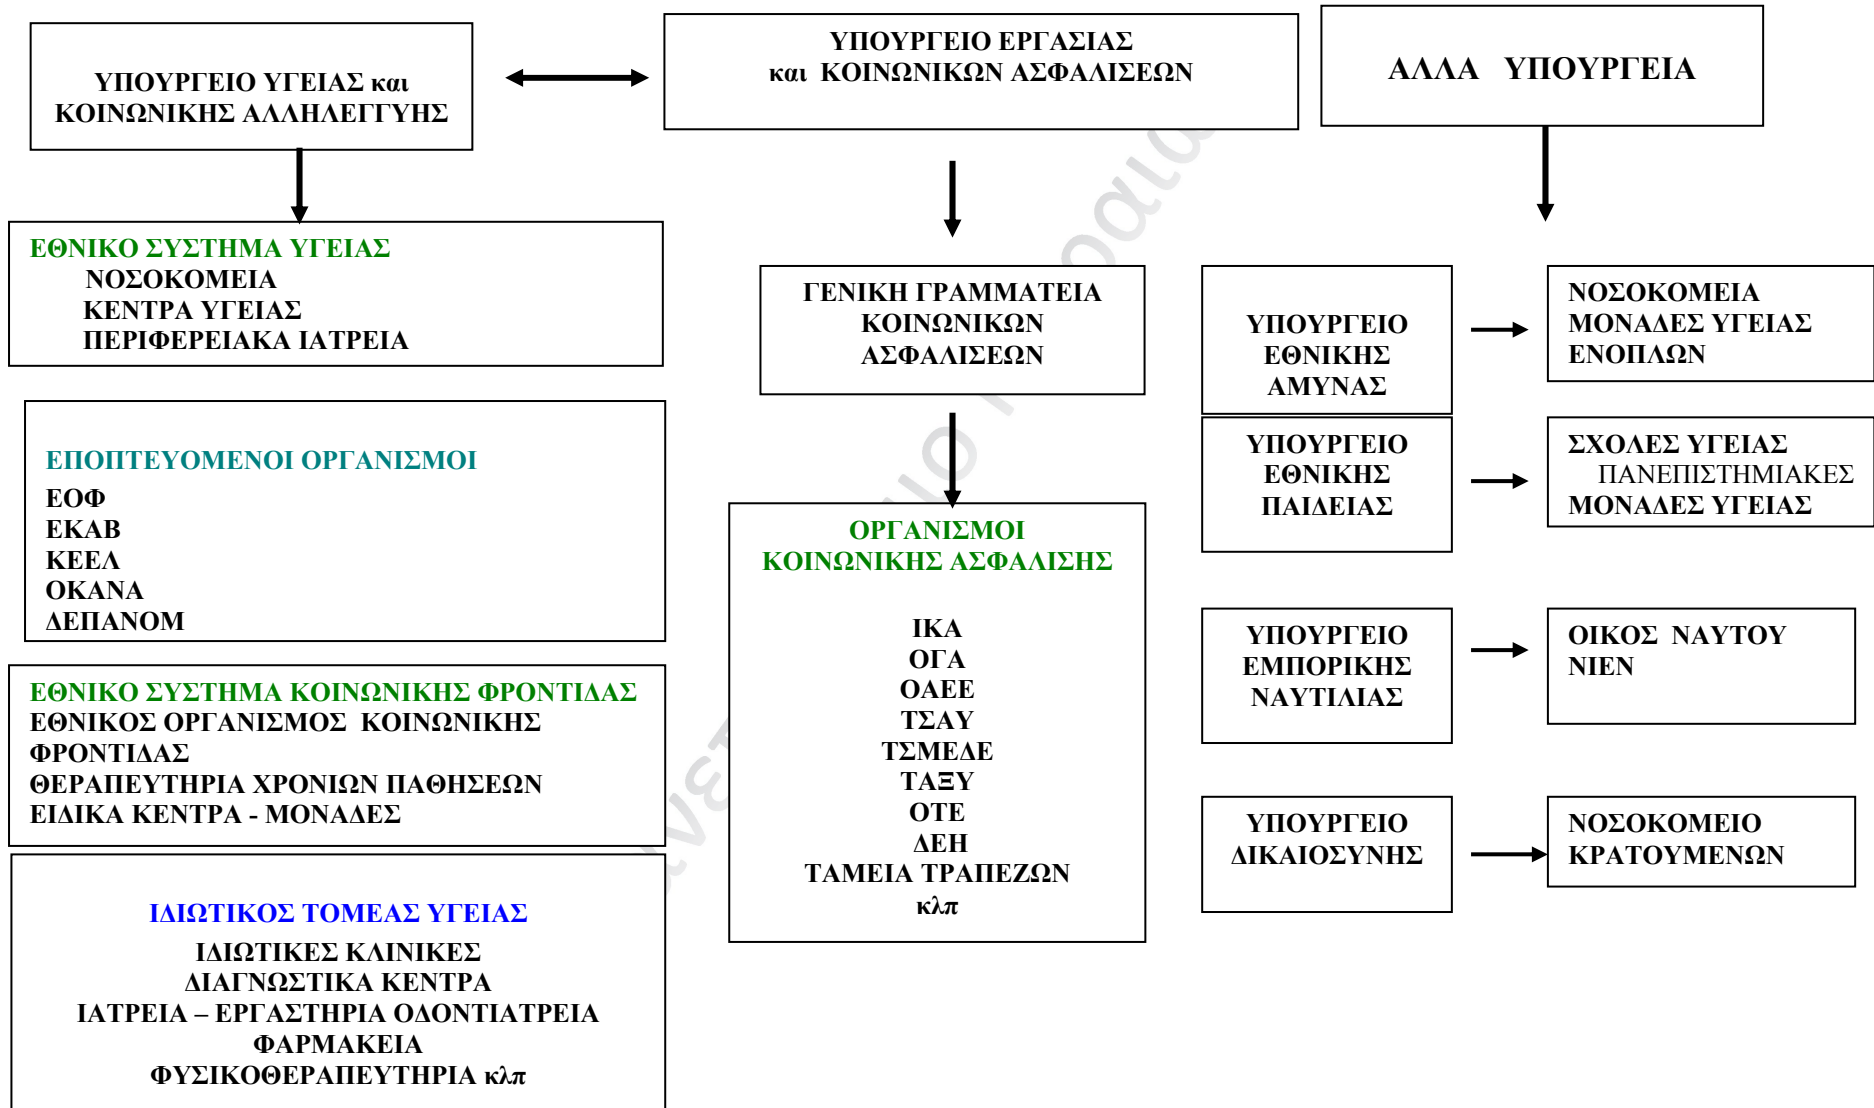 ΥΠΟΥΡΓΕΙΟ ΥΓΕΙΑΣ και
ΚΟΙΝΩΝΙΚΗΣ ΑΛΛΗΛΕΓΓΥΗΣ
ΥΠΟΥΡΓΕΙΟ ΕΡΓΑΣΙΑΣ
και ΚΟΙΝΩΝΙΚΩΝ ΑΣΦΑΛΙΣΕΩΝ
ΑΛΛΑ ΥΠΟΥΡΓΕΙΑ
ΕΘΝΙΚΟ ΣΥΣΤΗΜΑ ΥΓΕΙΑΣ
ΝΟΣΟΚΟΜΕΙΑ
ΚΕΝΤΡΑ ΥΓΕΙΑΣ
ΠΕΡΙΦΕΡΕΙΑΚΑ ΙΑΤΡΕΙΑ
ΕΠΟΠΤΕΥΟΜΕΝΟΙ ΟΡΓΑΝΙΣΜΟΙ
ΕΟΦ
ΕΚΑΒ
ΚΕΕΛ
ΟΚΑΝΑ
ΔΕΠΑΝΟΜ
ΕΘΝΙΚΟ ΣΥΣΤΗΜΑ ΚΟΙΝΩΝΙΚΗΣ ΦΡΟΝΤΙΔΑΣ
ΕΘΝΙΚΟΣ ΟΡΓΑΝΙΣΜΟΣ ΚΟΙΝΩΝΙΚΗΣ
ΦΡΟΝΤΙΔΑΣ
ΘΕΡΑΠΕΥΤΗΡΙΑ ΧΡΟΝΙΩΝ ΠΑΘΗΣΕΩΝ
ΕΙΔΙΚΑ ΚΕΝΤΡΑ - ΜΟΝΑΔΕΣ
ΙΔΙΩΤΙΚΟΣ ΤΟΜΕΑΣ ΥΓΕΙΑΣ
ΙΔΙΩΤΙΚΕΣ ΚΛΙΝΙΚΕΣ
ΔΙΑΓΝΩΣΤΙΚΑ ΚΕΝΤΡΑ
ΙΑΤΡΕΙΑ – ΕΡΓΑΣΤΗΡΙΑ ΟΔΟΝΤΙΑΤΡΕΙΑ
ΦΑΡΜΑΚΕΙΑ
ΦΥΣΙΚΟΘΕΡΑΠΕΥΤΗΡΙΑ κλπ
ΓΕΝΙΚΗ ΓΡΑΜΜΑΤΕΙΑ
ΚΟΙΝΩΝΙΚΩΝ
ΑΣΦΑΛΙΣΕΩΝ
ΟΡΓΑΝΙΣΜΟΙ
ΚΟΙΝΩΝΙΚΗΣ ΑΣΦΑΛΙΣΗΣ
ΙΚΑ
ΟΓΑ
ΟΑΕΕ
ΤΣΑΥ
ΤΣΜΕΔΕ
ΤΑΞΥ
ΟΤΕ
ΔΕΗ
ΤΑΜΕΙΑ ΤΡΑΠΕΖΩΝ
κλπ
ΥΠΟΥΡΓΕΙΟ
ΕΘΝΙΚΗΣ
ΑΜΥΝΑΣ
ΝΟΣΟΚΟΜΕΙΑ
ΜΟΝΑΔΕΣ ΥΓΕΙΑΣ
ΕΝΟΠΛΩΝ
ΥΠΟΥΡΓΕΙΟ
ΕΘΝΙΚΗΣ
ΠΑΙΔΕΙΑΣ
ΣΧΟΛΕΣ ΥΓΕΙΑΣ
ΠΑΝΕΠΙΣΤΗΜΙΑΚΕΣ
ΜΟΝΑΔΕΣ ΥΓΕΙΑΣ
ΥΠΟΥΡΓΕΙΟ
ΕΜΠΟΡΙΚΗΣ
ΝΑΥΤΙΛΙΑΣ
ΟΙΚΟΣ ΝΑΥΤΟΥ
ΝΙΕΝ
ΥΠΟΥΡΓΕΙΟ
ΔΙΚΑΙΟΣΥΝΗΣ
ΝΟΣΟΚΟΜΕΙΟ
ΚΡΑΤΟΥΜΕΝΩΝ